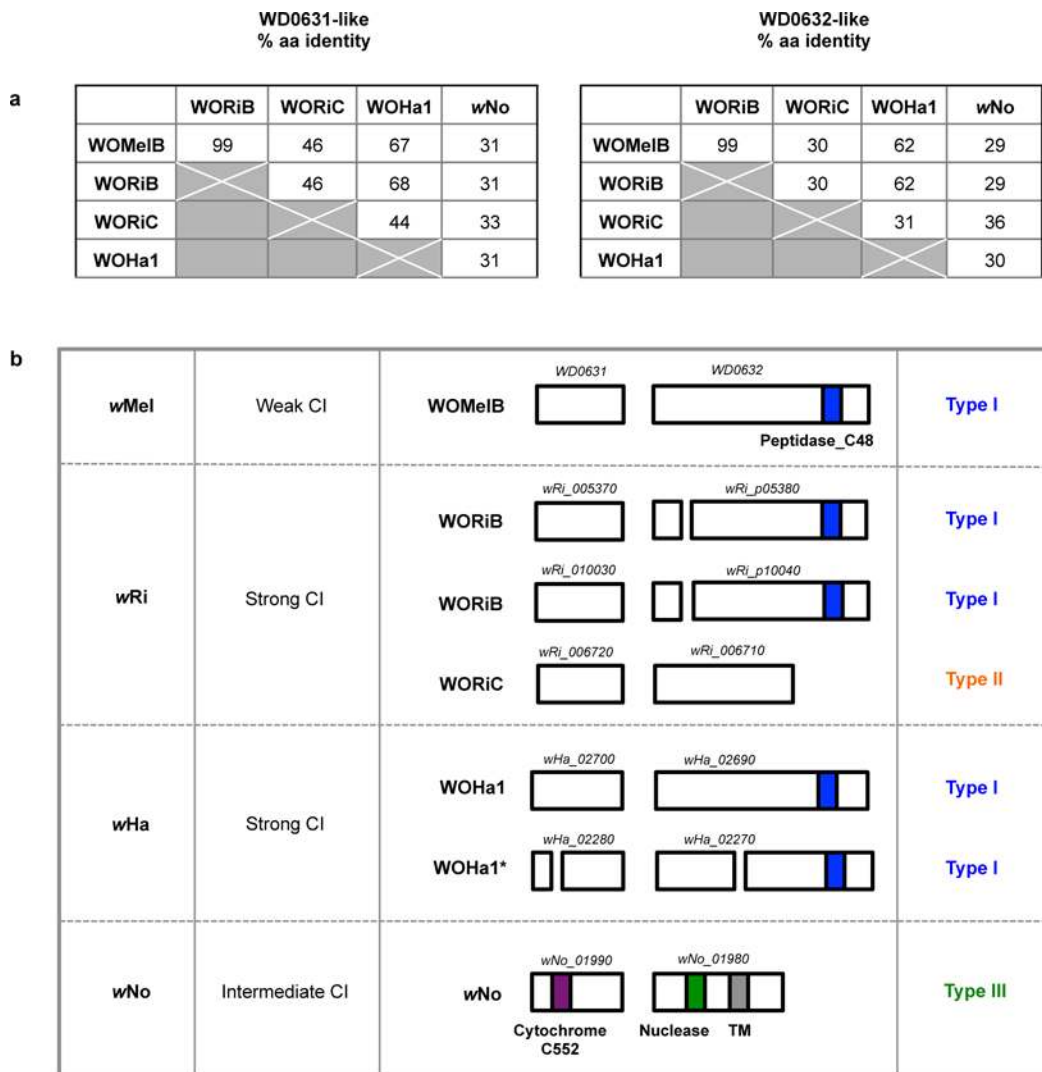 WD0631-like
% aa identity
WD0632-like
% aa identity
a
WORiB WORiC WOHa1 wNo
WOMelB 99 46 67 31
WORiB 46 68 31
WORiC 44 33
WOHa1 31
WORiB WORiC WOHa1 wNo
WOMelB 99 30 62 29
WORiB 30 62 29
WORiC 31 36
WOHa1 30
b
WD0631 WD0632
wMel Weak CI WOMelB Type I
Peptidase_C48
wRi_005370 wRi_p05380
WORiB Type I
wRi_010030 wRi_p10040
wRi Strong CI WORiB Type I
wRi_006720 wRi_006710
WORiC Type II
wHa_02700 wHa_02690
WOHa1 Type I
wHa Strong CI
wHa_02280 wHa_02270
WOHa1* Type I
wNo_01990 wNo_01980
wNo Intermediate CI wNo Type III
Cytochrome Nuclease TM
C552